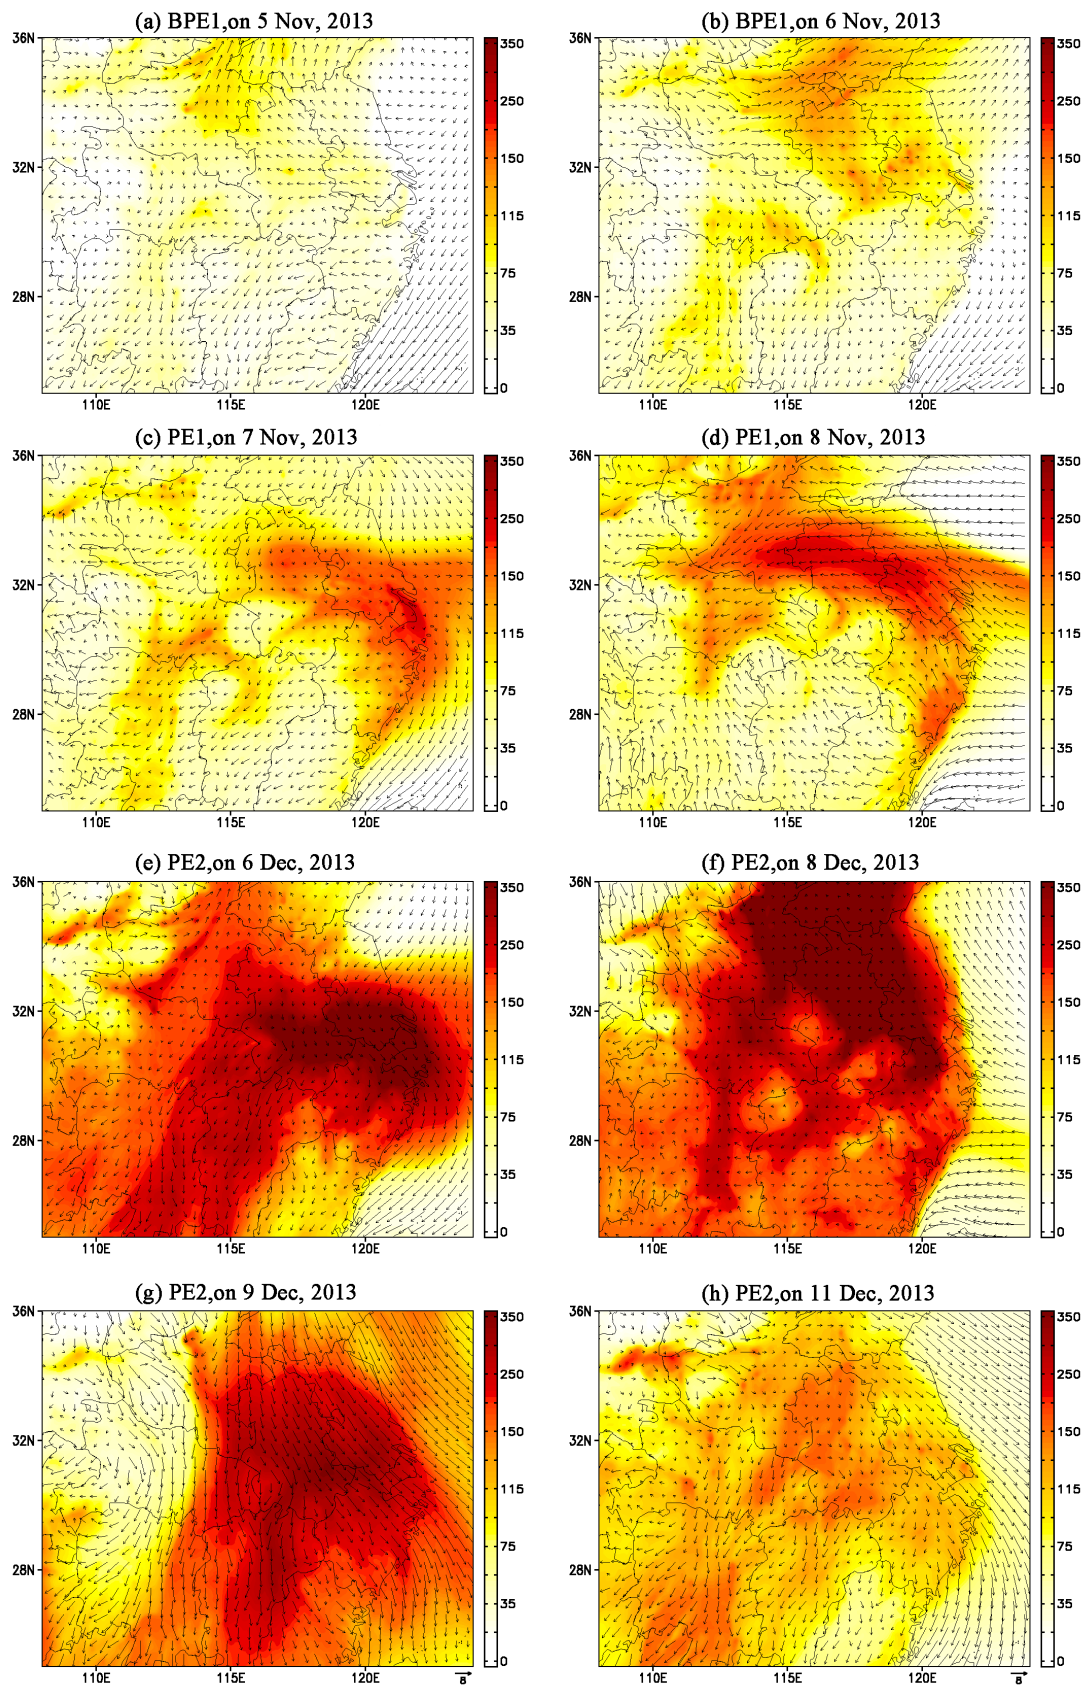 (a) BPE1,on 5 Nov, 2013
(b) BPE1,on 6 Nov, 2013
36N
32N
28N
110E 115E 120E
350
250
150
115
75
35
0
36N
32N
28N
110E 115E 120E
350
250
150
115
75
35
0
(c) PE1,on 7 Nov, 2013
(d) PE1,on 8 Nov, 2013
36N
32N
28N
110E 115E 120E
350
250
150
115
75
35
0
36N
32N
28N
110E 115E 120E
350
250
150
115
75
35
0
(e) PE2,on 6 Dec, 2013
(f) PE2,on 8 Dec, 2013
36N
32N
28N
110E 115E 120E
350
250
150
115
75
35
0
36N
32N
28N
110E 115E 120E
350
250
150
115
75
35
0
(g) PE2,on 9 Dec, 2013
(h) PE2,on 11 Dec, 2013
36N
32N
28N
110E 115E 120E
8
350
250
150
115
75
35
0
36N
32N
28N
110E 115E 120E
8
350
250
150
115
75
35
0